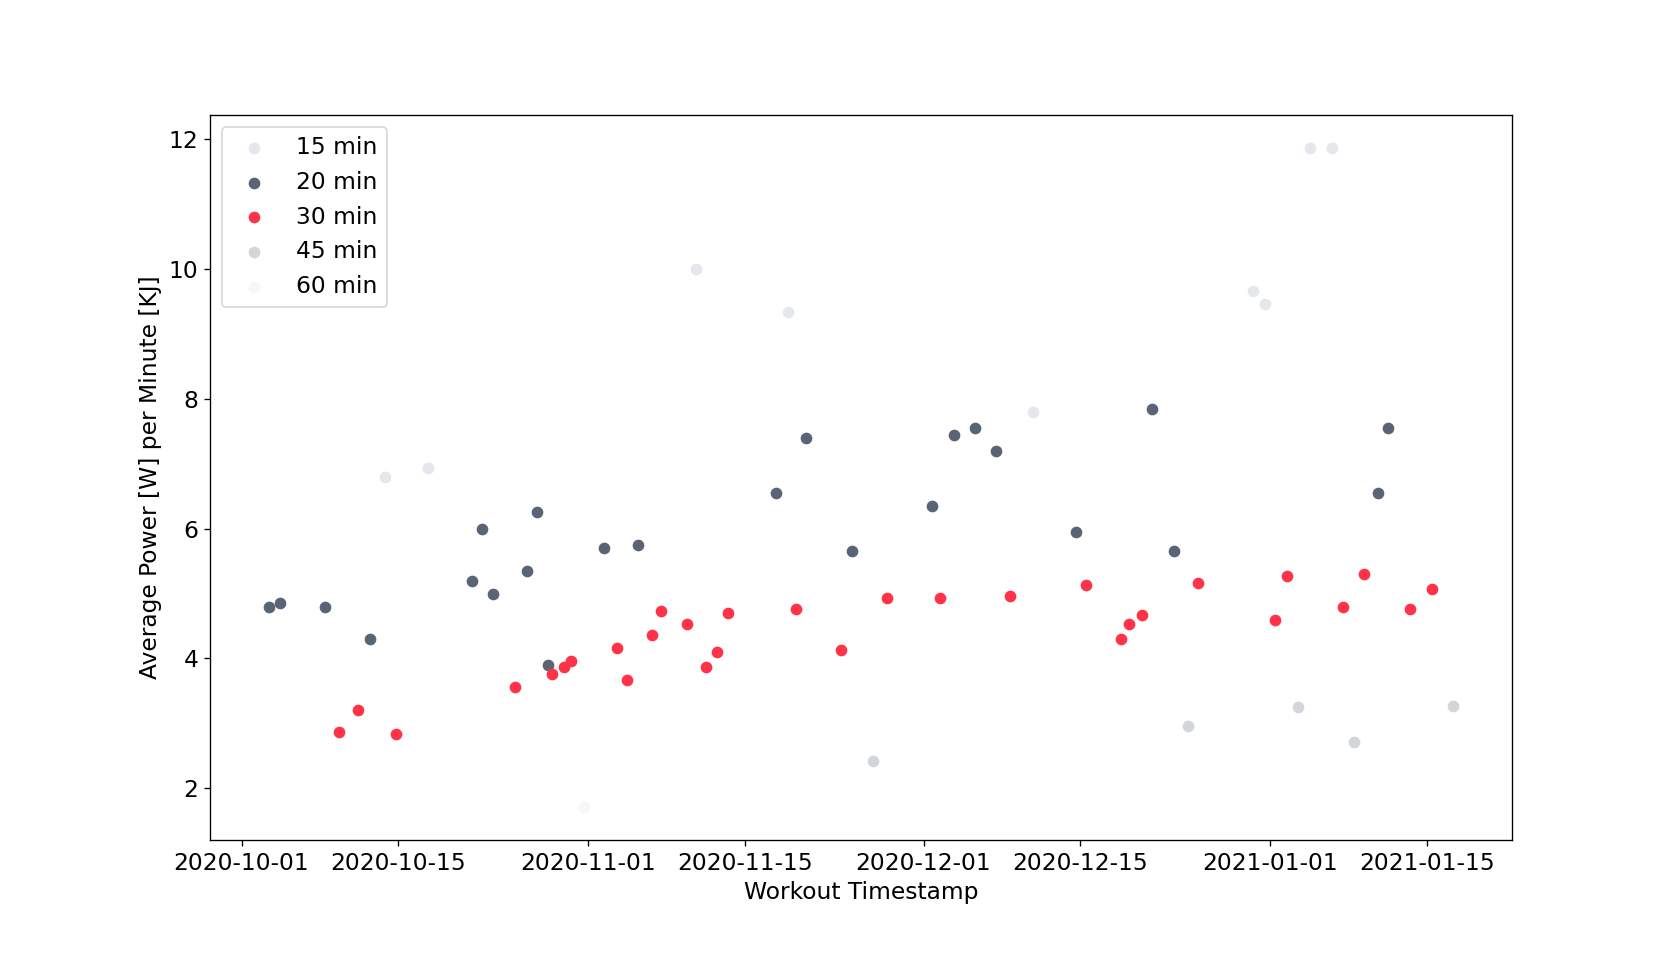 15 min
20 min
30 min
45 min
60 min
12
10
8
6
4
2
Average Power [W] per Minute [KJ]
2020-10-01 2020-10-15 2020-11-01 2020-11-15 2020-12-01 2020-12-15 2021-01-01 2021-01-15
Workout Timestamp